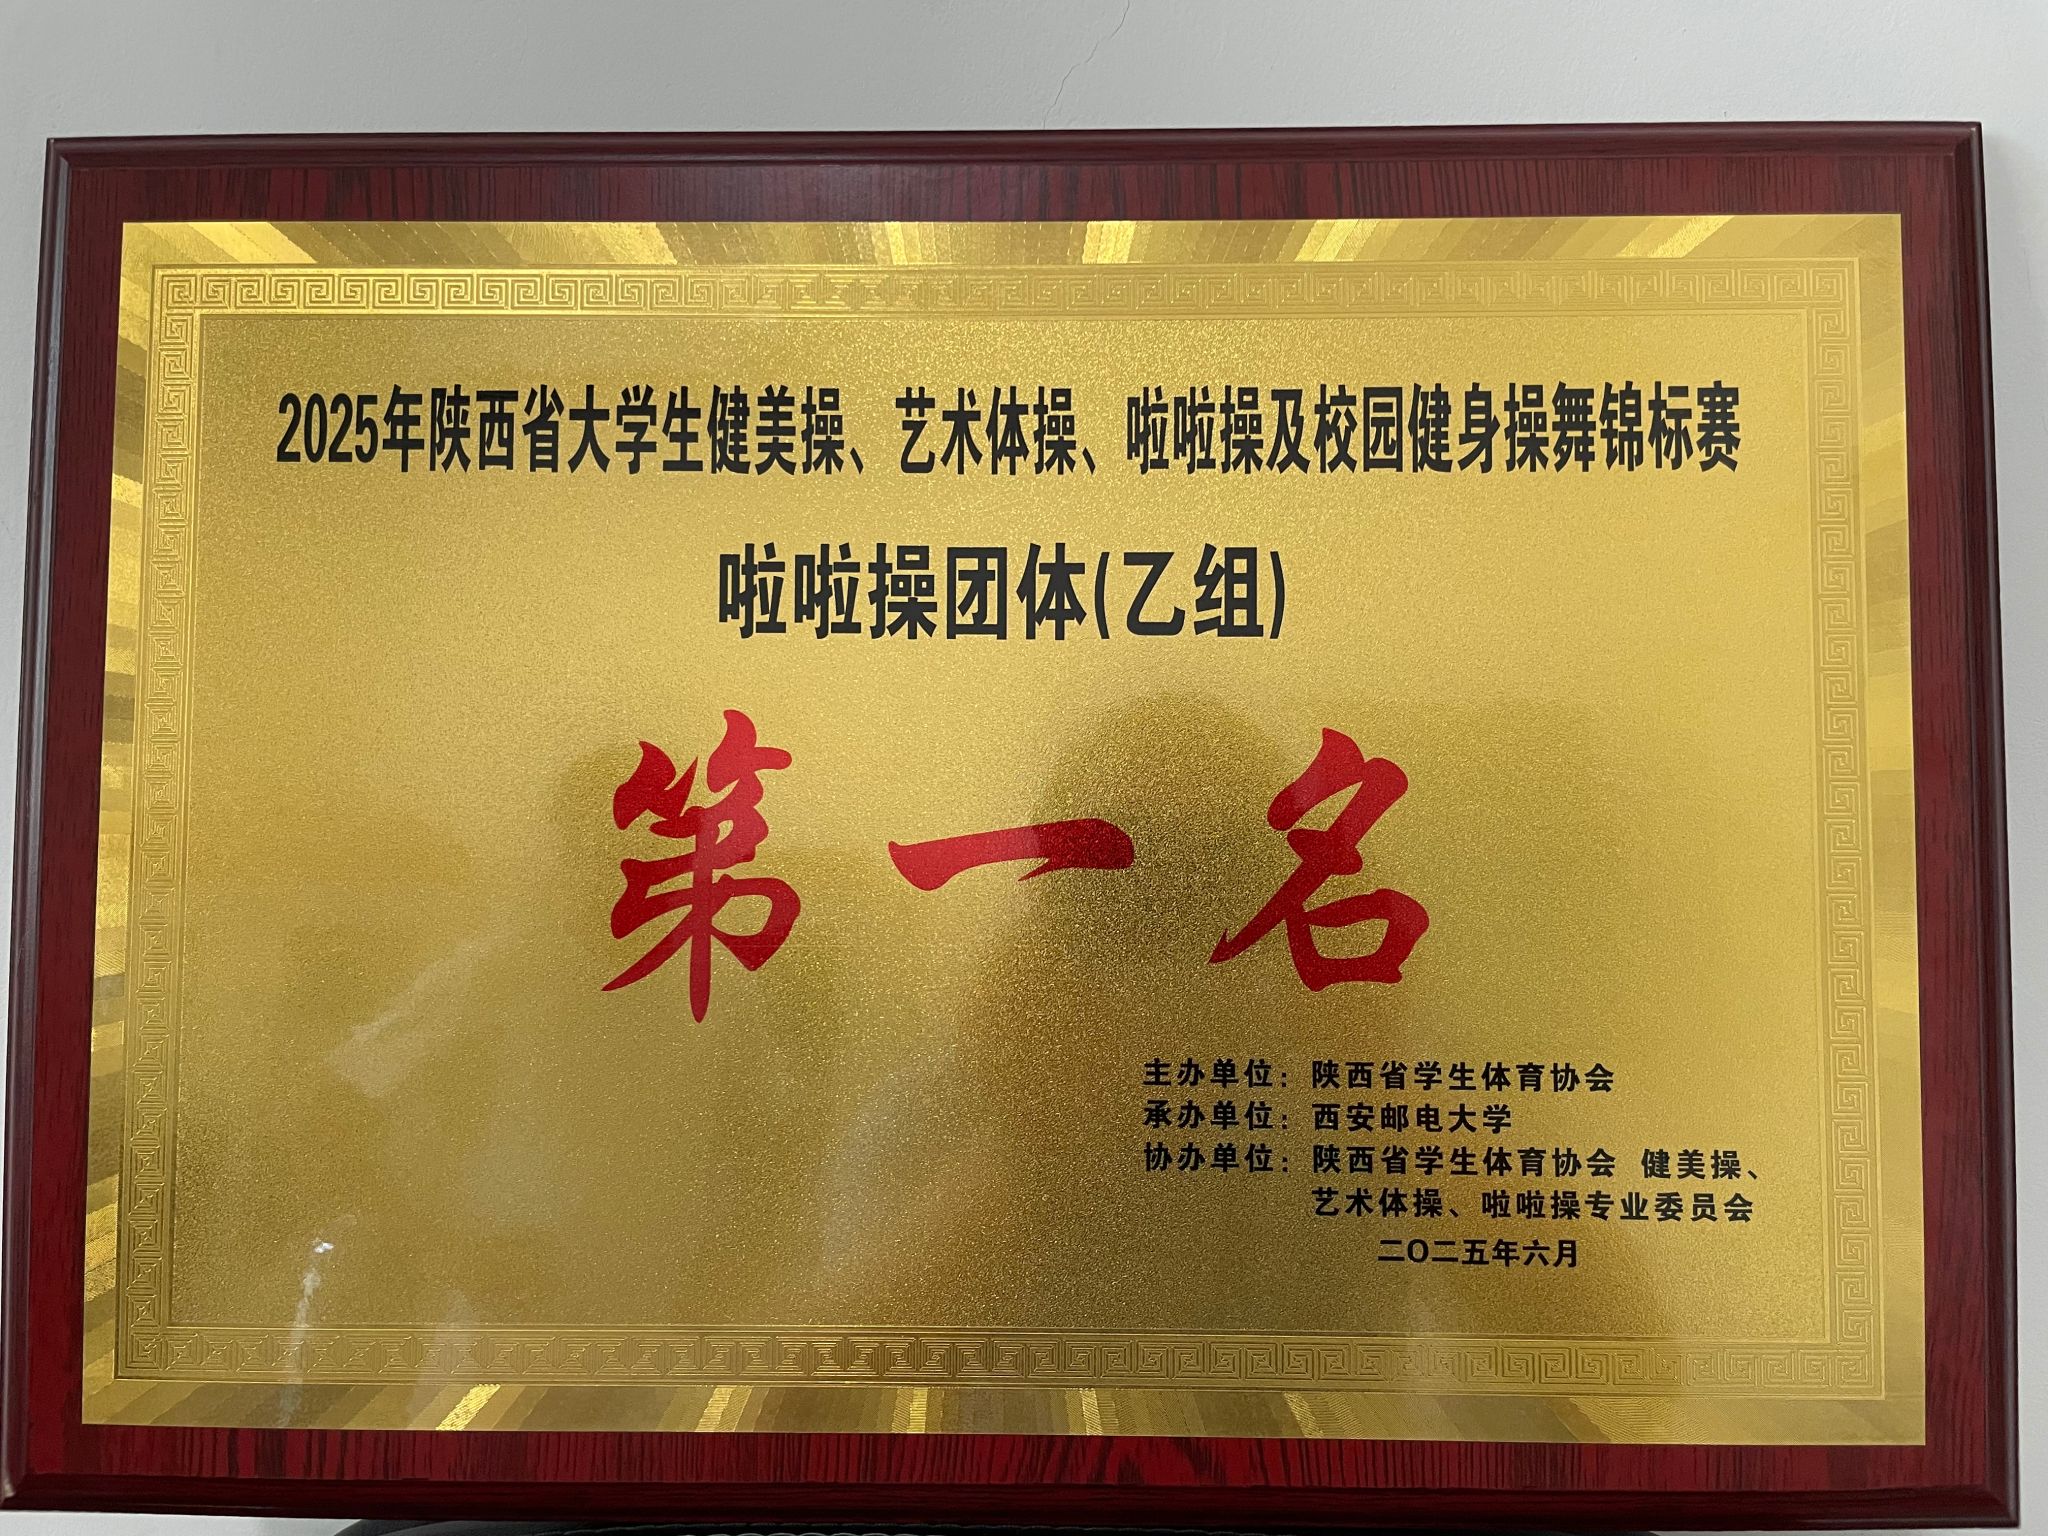 2025年陕西省大学生健美操、艺术体操、啦啦操及校园健身操舞锦标赛
啦啦操团体(乙组)
第一名
主办单位：陕西省学生体育协会
承办单位：西安邮电大学
协办单位：陕西省学生体育协会 健美操、
艺术体操、啦啦操专业委员会
二〇二五年六月